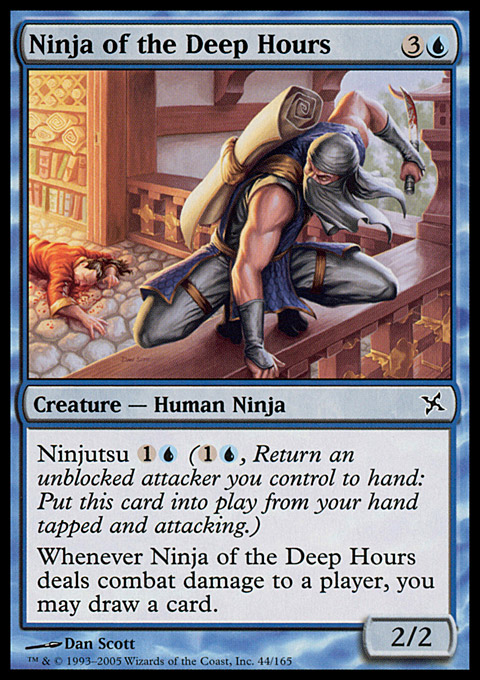 Ninja of the Deep Hours 3
Creature — Human Ninja
Ninjutsu 1 (1, Return an
unblocked attacker you control to hand:
Put this card into play from your hand
tapped and attacking.)
Whenever Ninja of the Deep Hours
deals combat damage to a player, you
may draw a card.
2/2
Dan Scott
™ & © 1993–2005 Wizards of the Coast, Inc. 44/165